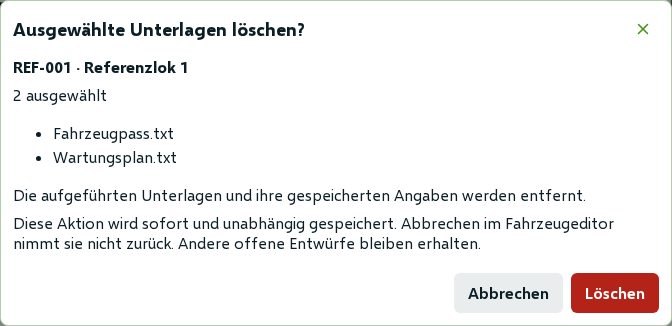 Ausgewählte Unterlagen löschen?
REF-001 · Referenzlok 1
2 ausgewählt
• Fahrzeugpass.txt
• Wartungsplan.txt
Die aufgeführten Unterlagen und ihre gespeicherten Angaben werden entfernt.
Diese Aktion wird sofort und unabhängig gespeichert. Abbrechen im Fahrzeugeditor
nimmt sie nicht zurück. Andere offene Entwürfe bleiben erhalten.
Abbrechen Löschen